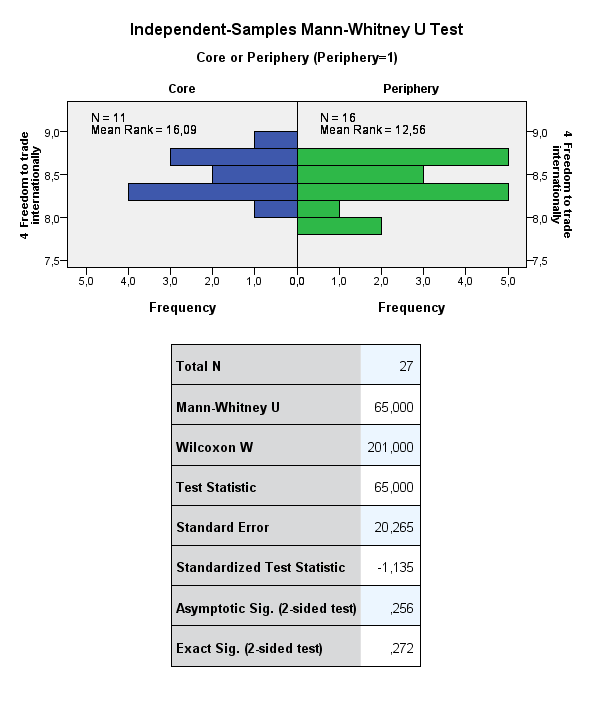 Independent-Samples Mann-Whitney U Test
Core or Periphery (Periphery=1)
Core
Periphery
N = 11
Mean Rank = 16,09
N = 16
Mean Rank = 12,56
4 Freedom to trade
internationally
9,0
8,5
8,0
7,5
9,0
8,5
8,0
7,5
4 Freedom to trade
internationally
5,0 4,0 3,0 2,0 1,0 0,0 1,0 2,0 3,0 4,0 5,0
Frequency
Frequency
Total N 27
Mann-Whitney U 65,000
Wilcoxon W 201,000
Test Statistic 65,000
Standard Error 20,265
Standardized Test Statistic -1,135
Asymptotic Sig. (2-sided test) ,256
Exact Sig. (2-sided test) ,272